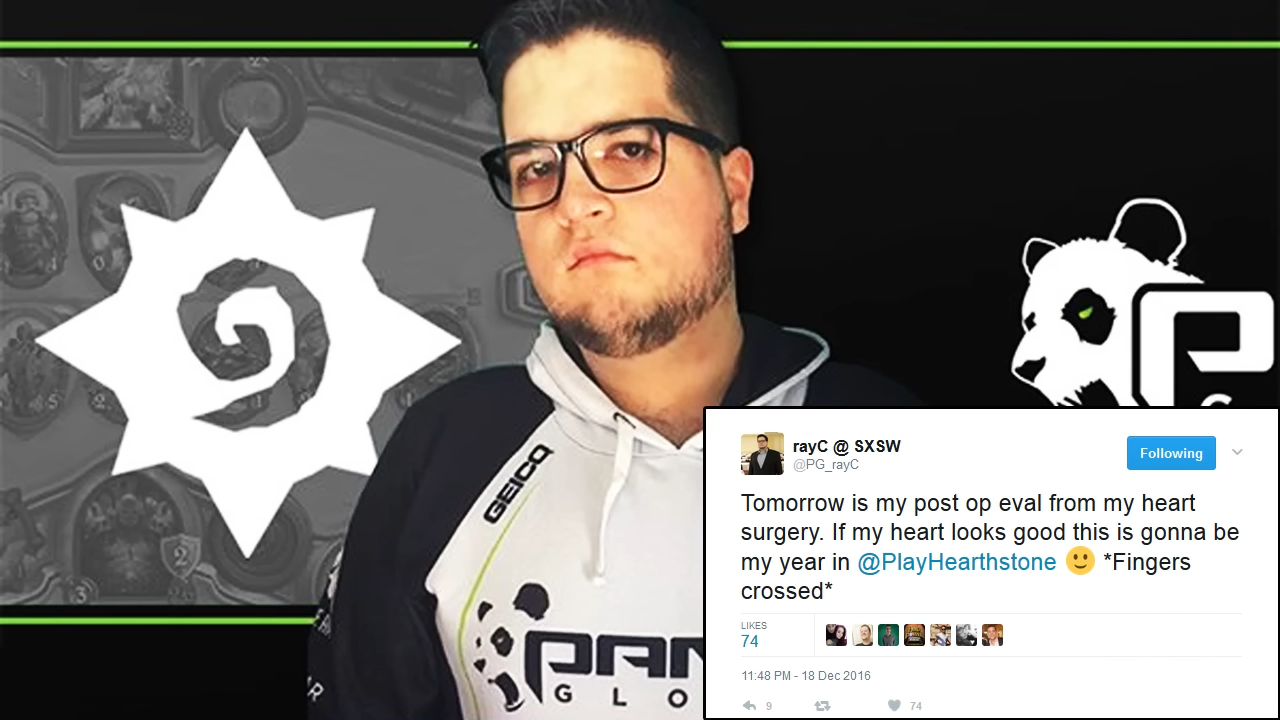 GEICO
PAN
GLO
P
rayC @ SXSW
@PG_rayC
Following
Tomorrow is my post op eval from my heart
surgery. If my heart looks good this is gonna be
my year in @PlayHearthstone 🙂 *Fingers
crossed*
LIKES
74
11:48 PM - 18 Dec 2016
9
74